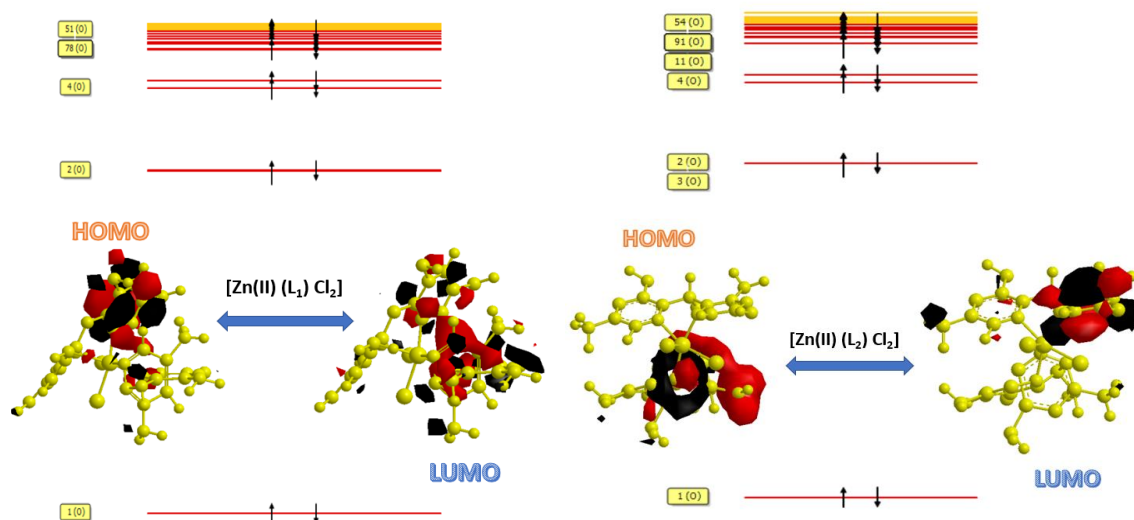 51 (0)
78 (0)
4 (0)
2 (0)
HOMO
[Zn(II) (L₁) Cl₂]
LUMO
1 (0)
54 (0)
91 (0)
11 (0)
4 (0)
2 (0)
3 (0)
HOMO
[Zn(II) (L₂) Cl₂]
LUMO
1 (0)